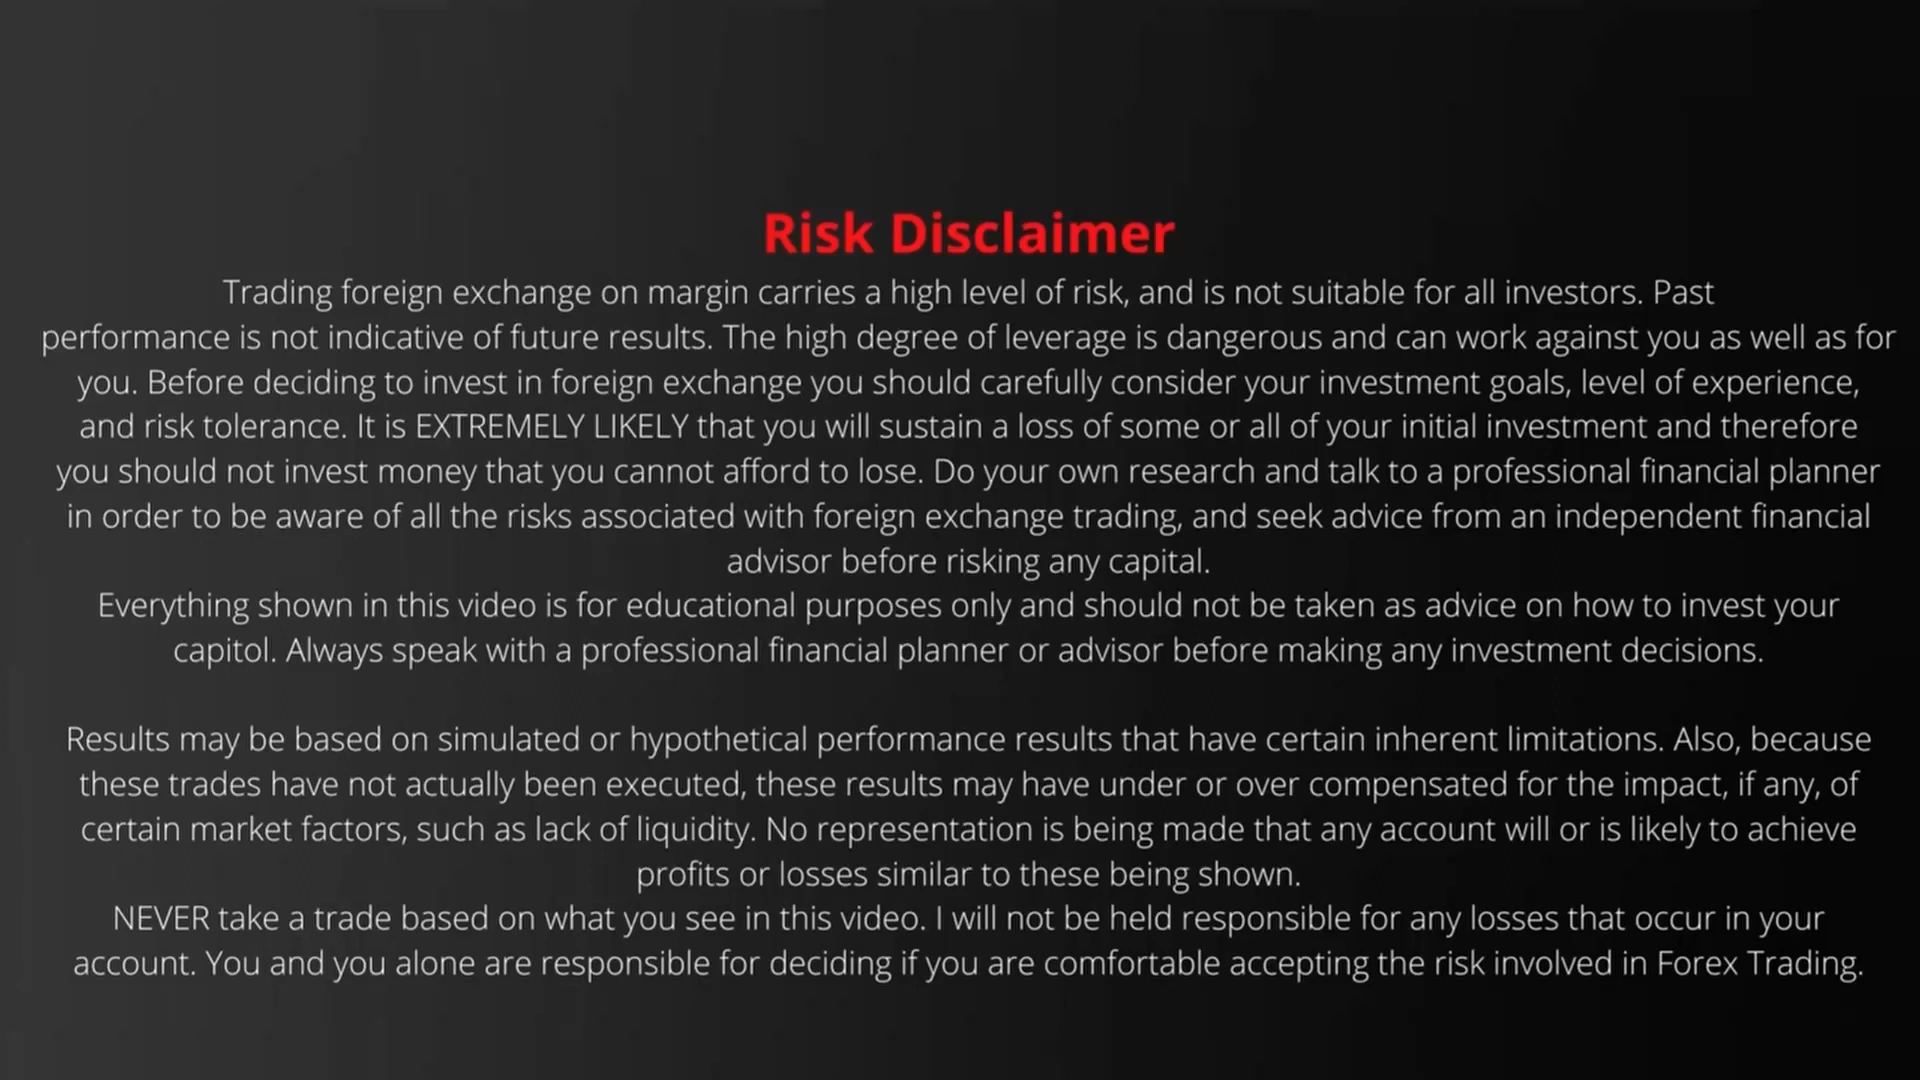 Risk Disclaimer
Trading foreign exchange on margin carries a high level of risk, and is not suitable for all investors. Past
performance is not indicative of future results. The high degree of leverage is dangerous and can work against you as well as for
you. Before deciding to invest in foreign exchange you should carefully consider your investment goals, level of experience,
and risk tolerance. It is EXTREMELY LIKELY that you will sustain a loss of some or all of your initial investment and therefore
you should not invest money that you cannot afford to lose. Do your own research and talk to a professional financial planner
in order to be aware of all the risks associated with foreign exchange trading, and seek advice from an independent financial
advisor before risking any capital.
Everything shown in this video is for educational purposes only and should not be taken as advice on how to invest your
capitol. Always speak with a professional financial planner or advisor before making any investment decisions.
Results may be based on simulated or hypothetical performance results that have certain inherent limitations. Also, because
these trades have not actually been executed, these results may have under or over compensated for the impact, if any, of
certain market factors, such as lack of liquidity. No representation is being made that any account will or is likely to achieve
profits or losses similar to these being shown.
NEVER take a trade based on what you see in this video. I will not be held responsible for any losses that occur in your
account. You and you alone are responsible for deciding if you are comfortable accepting the risk involved in Forex Trading.